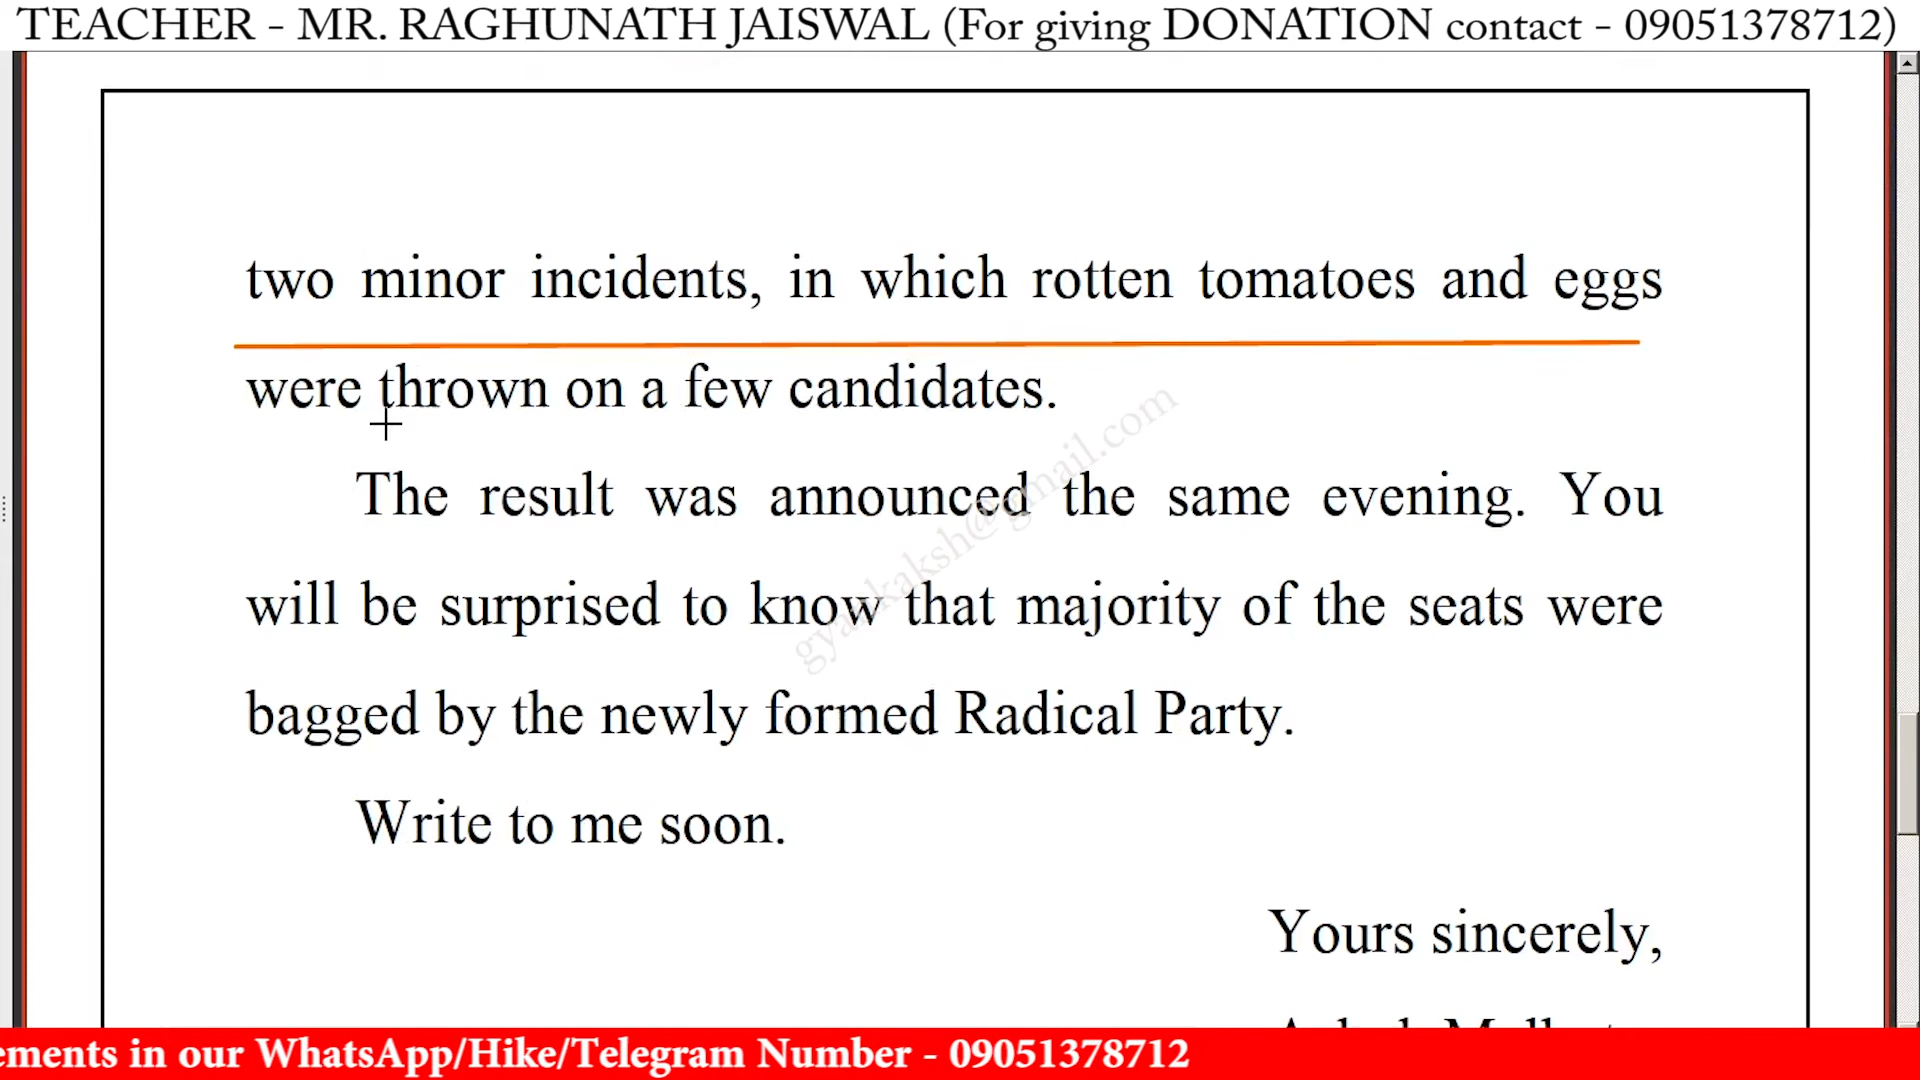 TEACHER - MR. RAGHUNATH JAISWAL (For giving DONATION contact - 09051378712)
two minor incidents, in which rotten tomatoes and eggs
were thrown on a few candidates.
The result was announced the same evening. You
will be surprised to know that majority of the seats were
bagged by the newly formed Radical Party.
Write to me soon.
Yours sincerely,
gyankaksh@gmail.com
ements in our WhatsApp/Hike/Telegram Number - 09051378712